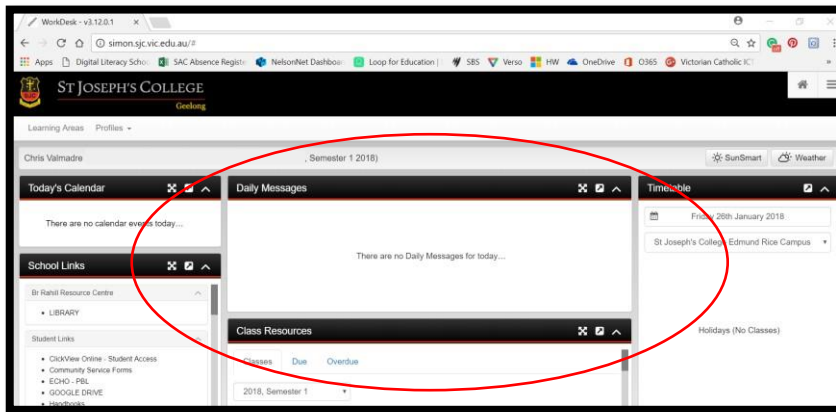 WorkDesk - v3.12.0.1
simon.sjc.vic.edu.au/#
Apps Digital Literacy Schoo SAC Absence Registe NelsonNet Dashboar Loop for Education | SBS Verso HW OneDrive O365 Victorian Catholic ICT
ST JOSEPH'S COLLEGE
Geelong
Learning Areas Profiles
Chris Valmadre , Semester 1 2018) SunSmart Weather
Today's Calendar
There are no calendar events today...
School Links
Br Rahill Resource Centre
• LIBRARY
Student Links
• ClickView Online - Student Access
• Community Service Forms
• ECHO - PBL
• GOOGLE DRIVE
• Handbooks
Daily Messages
There are no Daily Messages for today...
Class Resources
Classes Due Overdue
2018, Semester 1
Timetable
Friday 26th January 2018
St Joseph's College Edmund Rice Campus
Holidays (No Classes)